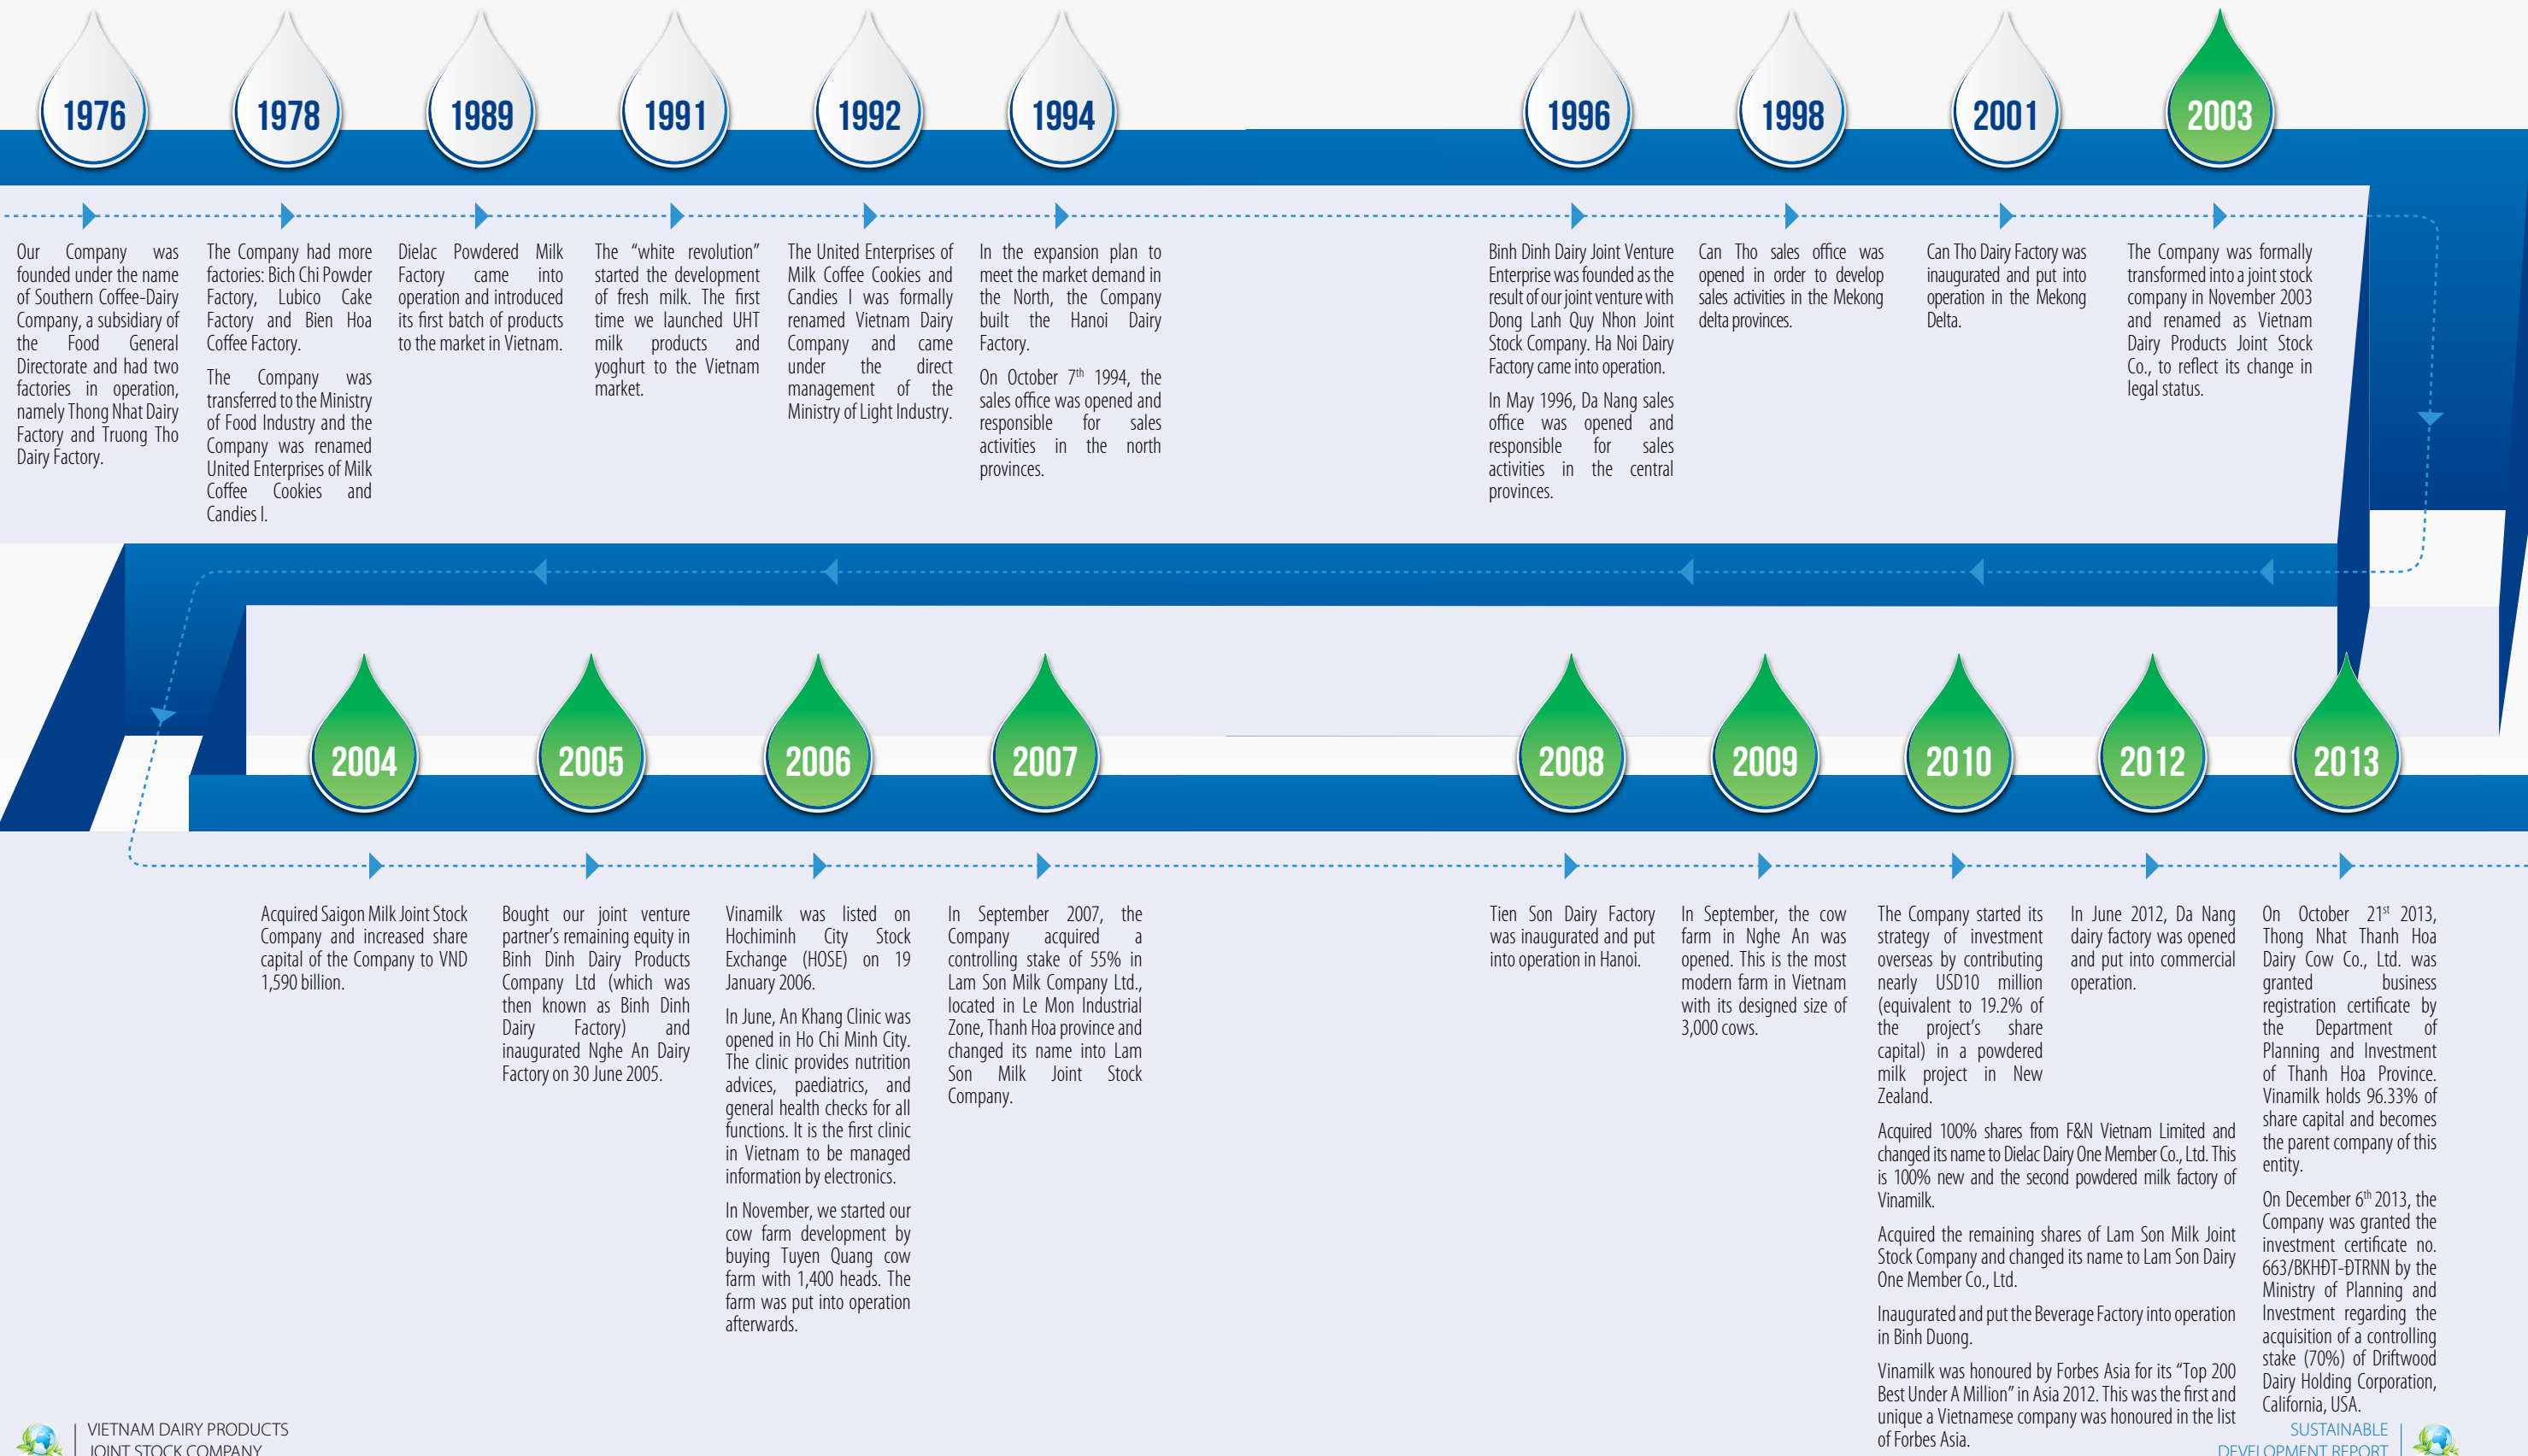 1976
Our Company was
founded under the name
of Southern Coffee-Dairy
Company, a subsidiary of
the Food General
Directorate and had two
factories in operation,
namely Thong Nhat Dairy
Factory and Truong Tho
Dairy Factory.
1978
The Company had more
factories: Bich Chi Powder
Factory, Lubico Cake
Factory and Bien Hoa
Coffee Factory.
The Company was
transferred to the Ministry
of Food Industry and the
Company was renamed
United Enterprises of Milk
Coffee Cookies and
Candies I.
1989
Dielac Powdered Milk
Factory came into
operation and introduced
its first batch of products
to the market in Vietnam.
1991
The “white revolution”
started the development
of fresh milk. The first
time we launched UHT
milk products and
yoghurt to the Vietnam
market.
1992
The United Enterprises of
Milk Coffee Cookies and
Candies I was formally
renamed Vietnam Dairy
Company and came
under the direct
management of the
Ministry of Light Industry.
1994
In the expansion plan to
meet the market demand in
the North, the Company
built the Hanoi Dairy
Factory.
On October 7th 1994, the
sales office was opened and
responsible for sales
activities in the north
provinces.
1996
Binh Dinh Dairy Joint Venture
Enterprise was founded as the
result of our joint venture with
Dong Lanh Quy Nhon Joint
Stock Company. Ha Noi Dairy
Factory came into operation.
In May 1996, Da Nang sales
office was opened and
responsible for sales
activities in the central
provinces.
1998
Can Tho sales office was
opened in order to develop
sales activities in the Mekong
delta provinces.
2001
Can Tho Dairy Factory was
inaugurated and put into
operation in the Mekong
Delta.
2003
The Company was formally
transformed into a joint stock
company in November 2003
and renamed as Vietnam
Dairy Products Joint Stock
Co., to reflect its change in
legal status.
2004
Acquired Saigon Milk Joint Stock
Company and increased share
capital of the Company to VND
1,590 billion.
2005
Bought our joint venture
partner’s remaining equity in
Binh Dinh Dairy Products
Company Ltd (which was
then known as Binh Dinh
Dairy Factory) and
inaugurated Nghe An Dairy
Factory on 30 June 2005.
2006
Vinamilk was listed on
Hochiminh City Stock
Exchange (HOSE) on 19
January 2006.
In June, An Khang Clinic was
opened in Ho Chi Minh City.
The clinic provides nutrition
advices, paediatrics, and
general health checks for all
functions. It is the first clinic
in Vietnam to be managed
information by electronics.
In November, we started our
cow farm development by
buying Tuyen Quang cow
farm with 1,400 heads. The
farm was put into operation
afterwards.
2007
In September 2007, the
Company acquired a
controlling stake of 55% in
Lam Son Milk Company Ltd.,
located in Le Mon Industrial
Zone, Thanh Hoa province and
changed its name into Lam
Son Milk Joint Stock
Company.
2008
Tien Son Dairy Factory
was inaugurated and put
into operation in Hanoi.
2009
In September, the cow
farm in Nghe An was
opened. This is the most
modern farm in Vietnam
with its designed size of
3,000 cows.
2010
The Company started its
strategy of investment
overseas by contributing
nearly USD10 million
(equivalent to 19.2% of
the project’s share
capital) in a powdered
milk project in New
Zealand.
Acquired 100% shares from F&N Vietnam Limited and
changed its name to Dielac Dairy One Member Co., Ltd. This
is 100% new and the second powdered milk factory of
Vinamilk.
Acquired the remaining shares of Lam Son Milk Joint
Stock Company and changed its name to Lam Son Dairy
One Member Co., Ltd.
Inaugurated and put the Beverage Factory into operation
in Binh Duong.
Vinamilk was honoured by Forbes Asia for its “Top 200
Best Under A Million” in Asia 2012. This was the first and
unique a Vietnamese company was honoured in the list
of Forbes Asia.
2012
In June 2012, Da Nang
dairy factory was opened
and put into commercial
operation.
2013
On October 21st 2013,
Thong Nhat Thanh Hoa
Dairy Cow Co., Ltd. was
granted business
registration certificate by
the Department of
Planning and Investment
of Thanh Hoa Province.
Vinamilk holds 96.33% of
share capital and becomes
the parent company of this
entity.
On December 6th 2013, the
Company was granted the
investment certificate no.
663/BKHĐT-ĐTRNN by the
Ministry of Planning and
Investment regarding the
acquisition of a controlling
stake (70%) of Driftwood
Dairy Holding Corporation,
California, USA.
VIETNAM DAIRY PRODUCTS
JOINT STOCK COMPANY
SUSTAINABLE
DEVELOPMENT REPORT